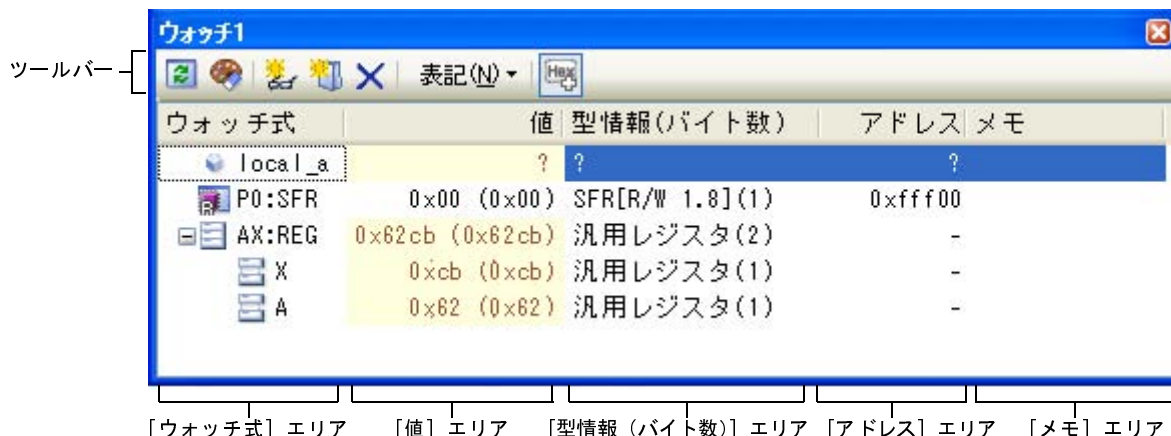 ウォッチ1
ツールバー
表記(N)
Hex
ウォッチ式 値 型情報(バイト数) アドレス メモ
local_a ? ? ?
P0:SFR 0x00 (0x00) SFR[R/W 1.8](1) 0xfff00
AX:REG 0x62cb (0x62cb) 汎用レジスタ(2) -
X 0xcb (0xcb) 汎用レジスタ(1) -
A 0x62 (0x62) 汎用レジスタ(1) -
[ウォッチ式] エリア [値] エリア [型情報 (バイト数)] エリア [アドレス] エリア [メモ] エリア